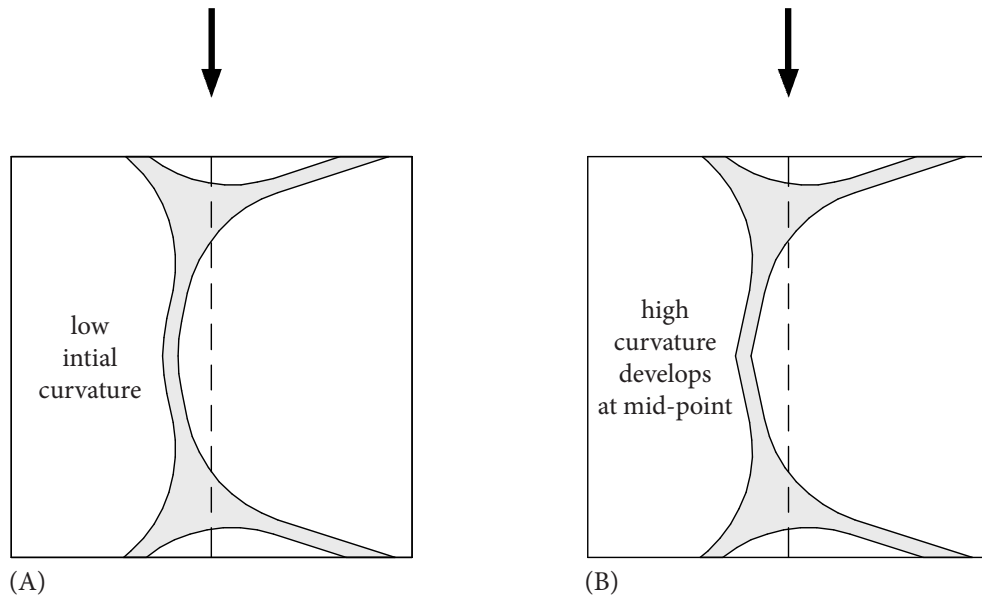 low
intial
curvature
high
curvature
develops
at mid-point
(A)
(B)